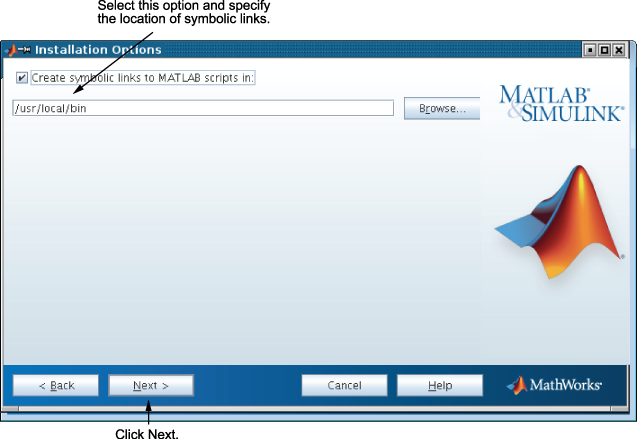 Select this option and specify
the location of symbolic links.
Installation Options
Create symbolic links to MATLAB scripts in:
/usr/local/bin
Browse...
MATLAB®
&SIMULINK®
®
< Back
Next >
Cancel
Help
MathWorks®
Click Next.